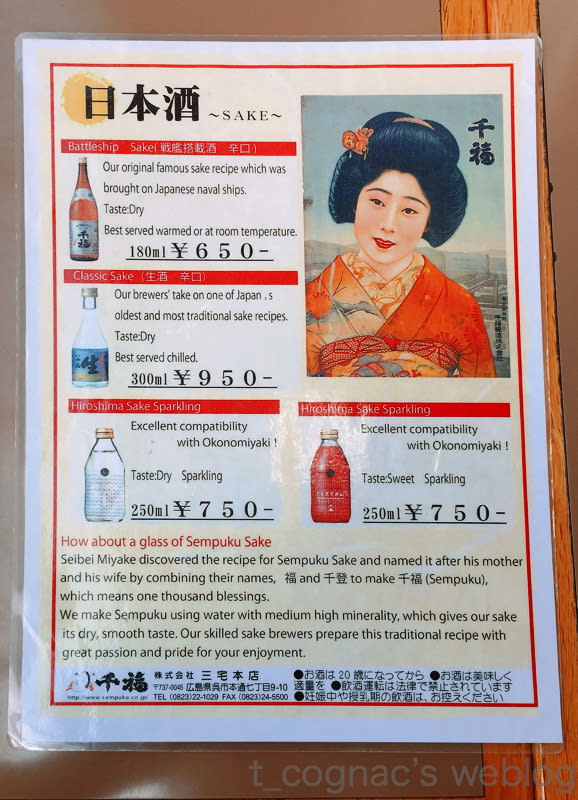 日本酒 ～SAKE～
Battleship Sake(戦艦搭載酒 辛口)
Our original famous sake recipe which was
brought on Japanese naval ships.
Taste:Dry
Best served warmed or at room temperature.
180ml ￥650-
Classic Sake (生酒 辛口)
Our brewers' take on one of Japan , s
oldest and most traditional sake recipes.
Taste:Dry
Best served chilled.
300ml ￥950-
千福
Hiroshima Sake Sparkling
Excellent compatibility
with Okonomiyaki !
Taste:Dry Sparkling
250ml ￥750-
Hiroshima Sake Sparkling
Excellent compatibility
with Okonomiyaki !
Taste:Sweet Sparkling
250ml ￥750-
How about a glass of Sempuku Sake
Seibei Miyake discovered the recipe for Sempuku Sake and named it after his mother
and his wife by combining their names, 福 and 千登 to make 千福 (Sempuku),
which means one thousand blessings.
We make Sempuku using water with medium high minerality, which gives our sake
its dry, smooth taste. Our skilled sake brewers prepare this traditional recipe with
great passion and pride for your enjoyment.
千福
http://www.sempuku.co.jp/
株式会社 三宅本店
〒737-0045 広島県呉市本通七丁目9-10
TEL (0823)22-1029 FAX (0823)24-5500
●お酒は20歳になってから ●お酒は美味しく
適量を ●飲酒運転は法律で禁止されています
●妊娠中や授乳期の飲酒は、お控えください
t_cognac's weblog